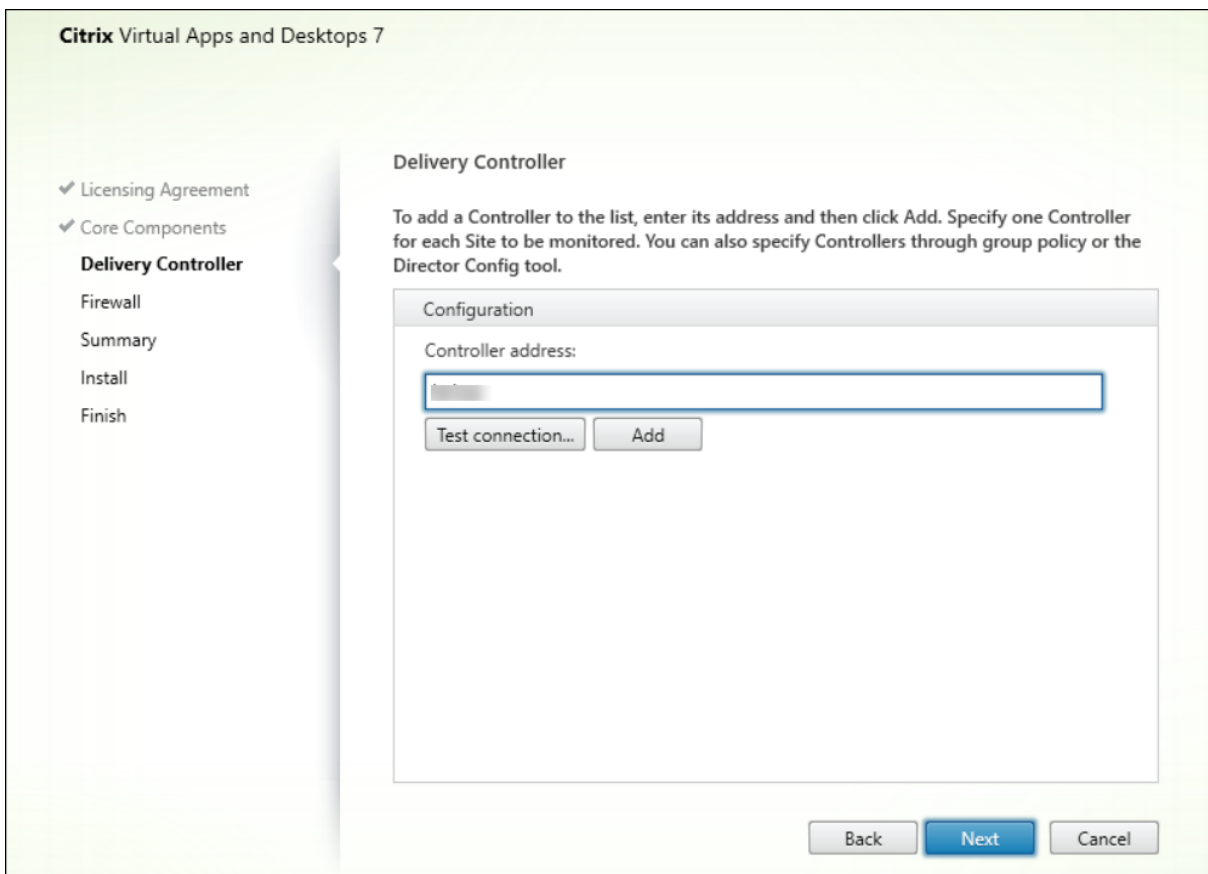 Citrix Virtual Apps and Desktops 7
Licensing Agreement
Core Components
Delivery Controller
Firewall
Summary
Install
Finish
Delivery Controller
To add a Controller to the list, enter its address and then click Add. Specify one Controller
for each Site to be monitored. You can also specify Controllers through group policy or the
Director Config tool.
Configuration
Controller address:
Test connection...
Add
Back
Next
Cancel